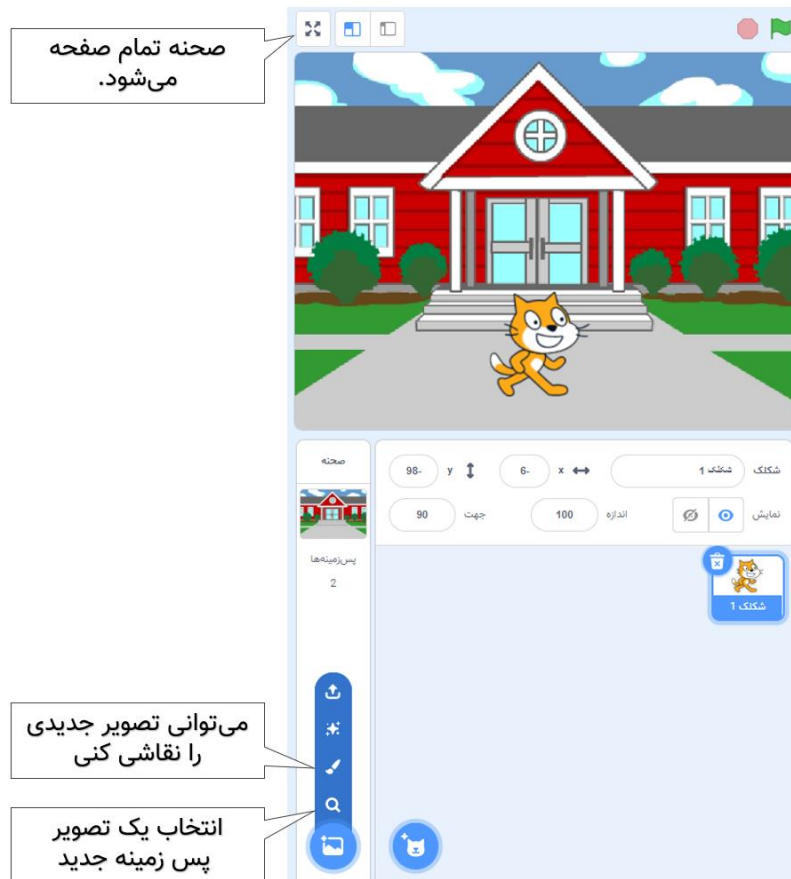 صحنه تمام صفحه
می‌شود.
شکلک شکلک 1 x -6 y -98
نمایش اندازه 100 جهت 90
شکلک 1
صحنه
پس‌زمینه‌ها
2
می‌توانی تصویر جدیدی
را نقاشی کنی
انتخاب یک تصویر
پس زمینه جدید